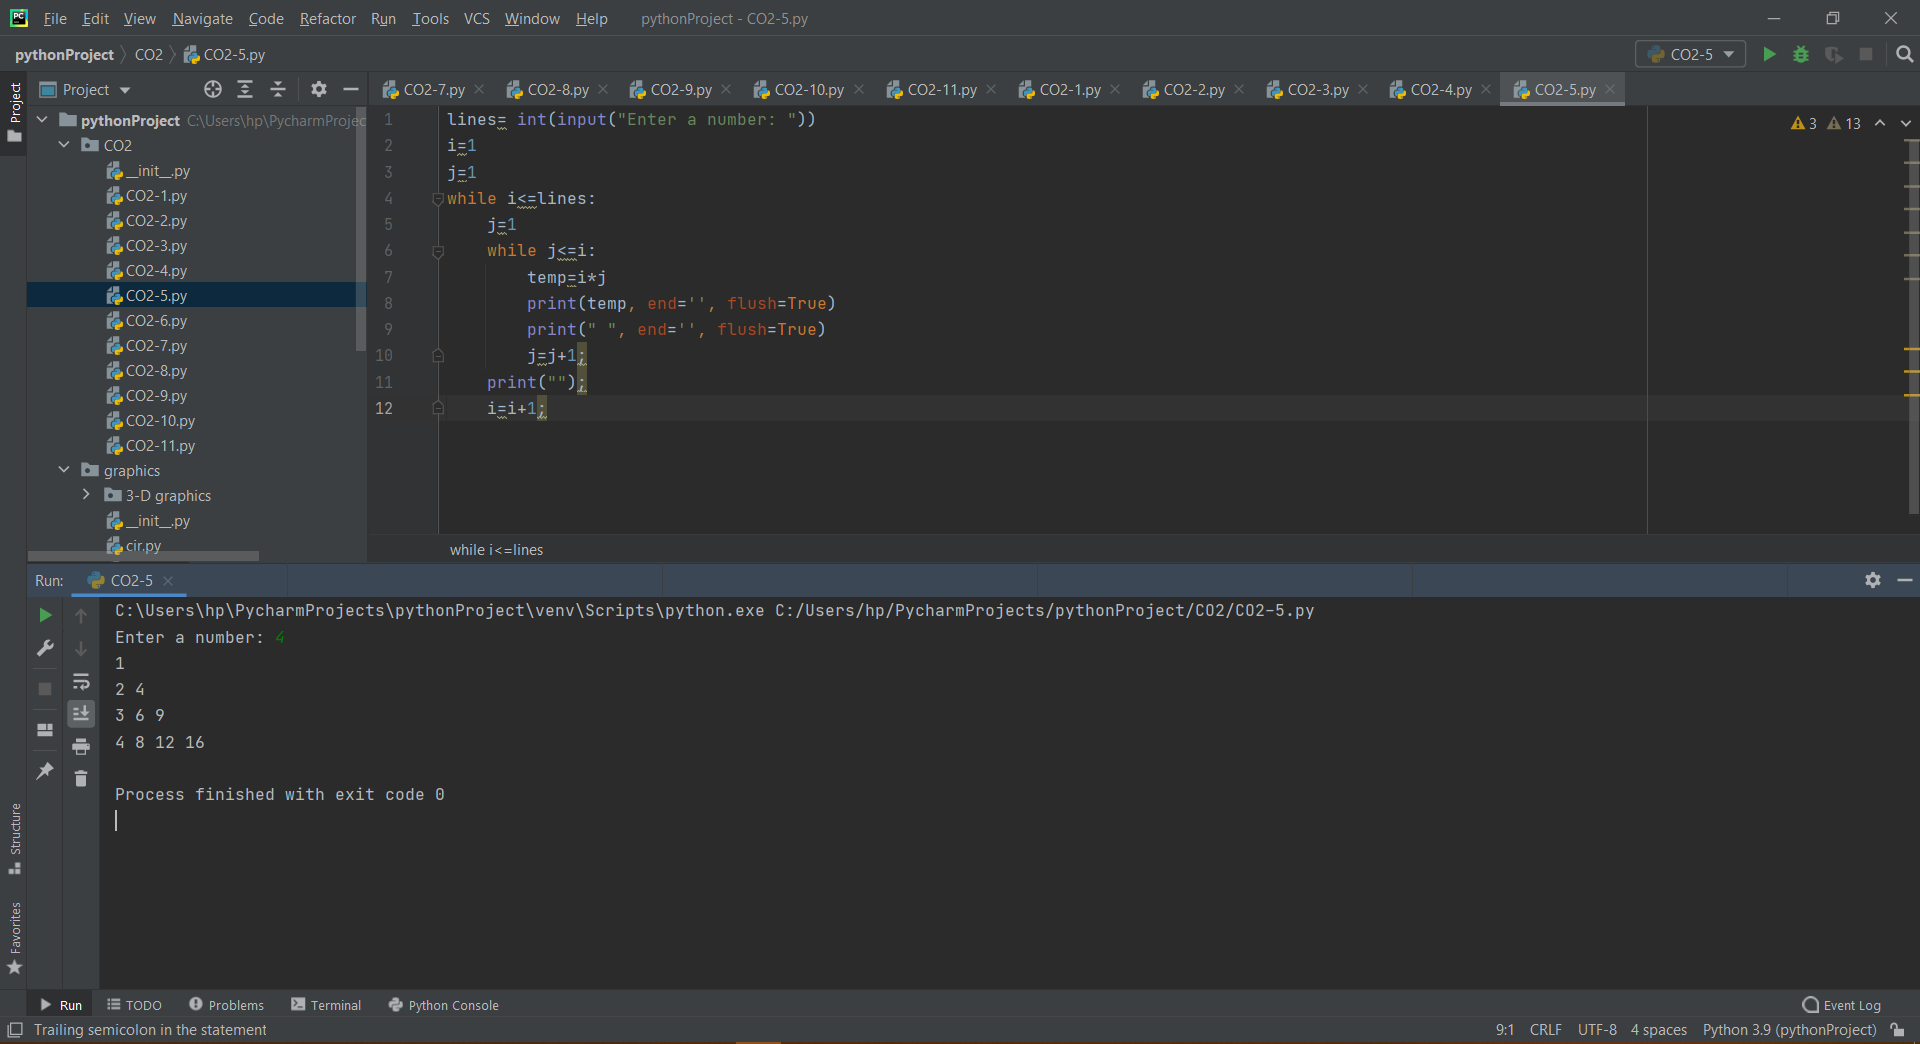 File Edit View Navigate Code Refactor Run Tools VCS Window Help pythonProject - CO2-5.py
pythonProject CO2 CO2-5.py
CO2-5
Project
Project
CO2-7.py CO2-8.py CO2-9.py CO2-10.py CO2-11.py CO2-1.py CO2-2.py CO2-3.py CO2-4.py CO2-5.py
pythonProject C:\Users\hp\PycharmProjec
CO2
__init__.py
CO2-1.py
CO2-2.py
CO2-3.py
CO2-4.py
CO2-5.py
CO2-6.py
CO2-7.py
CO2-8.py
CO2-9.py
CO2-10.py
CO2-11.py
graphics
3-D graphics
__init__.py
cir.py
3 13
1 lines= int(input("Enter a number: "))
2 i=1
3 j=1
4 while i<=lines:
5 j=1
6 while j<=i:
7 temp=i*j
8 print(temp, end='', flush=True)
9 print(" ", end='', flush=True)
10 j=j+1;
11 print("");
12 i=i+1;
while i<=lines
Run: CO2-5
C:\Users\hp\PycharmProjects\pythonProject\venv\Scripts\python.exe C:/Users/hp/PycharmProjects/pythonProject/CO2/CO2-5.py
Enter a number: 4
1
2 4
3 6 9
4 8 12 16
Process finished with exit code 0
Structure
Favorites
Run TODO Problems Terminal Python Console Event Log
Trailing semicolon in the statement 9:1 CRLF UTF-8 4 spaces Python 3.9 (pythonProject)